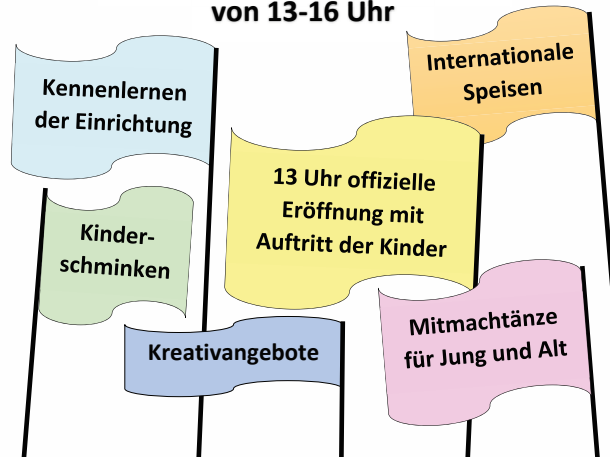 von 13-16 Uhr
Kennenlernen
der Einrichtung
Internationale
Speisen
13 Uhr offizielle
Eröffnung mit
Auftritt der Kinder
Kinder-
schminken
Kreativangebote
Mitmachtänze
für Jung und Alt